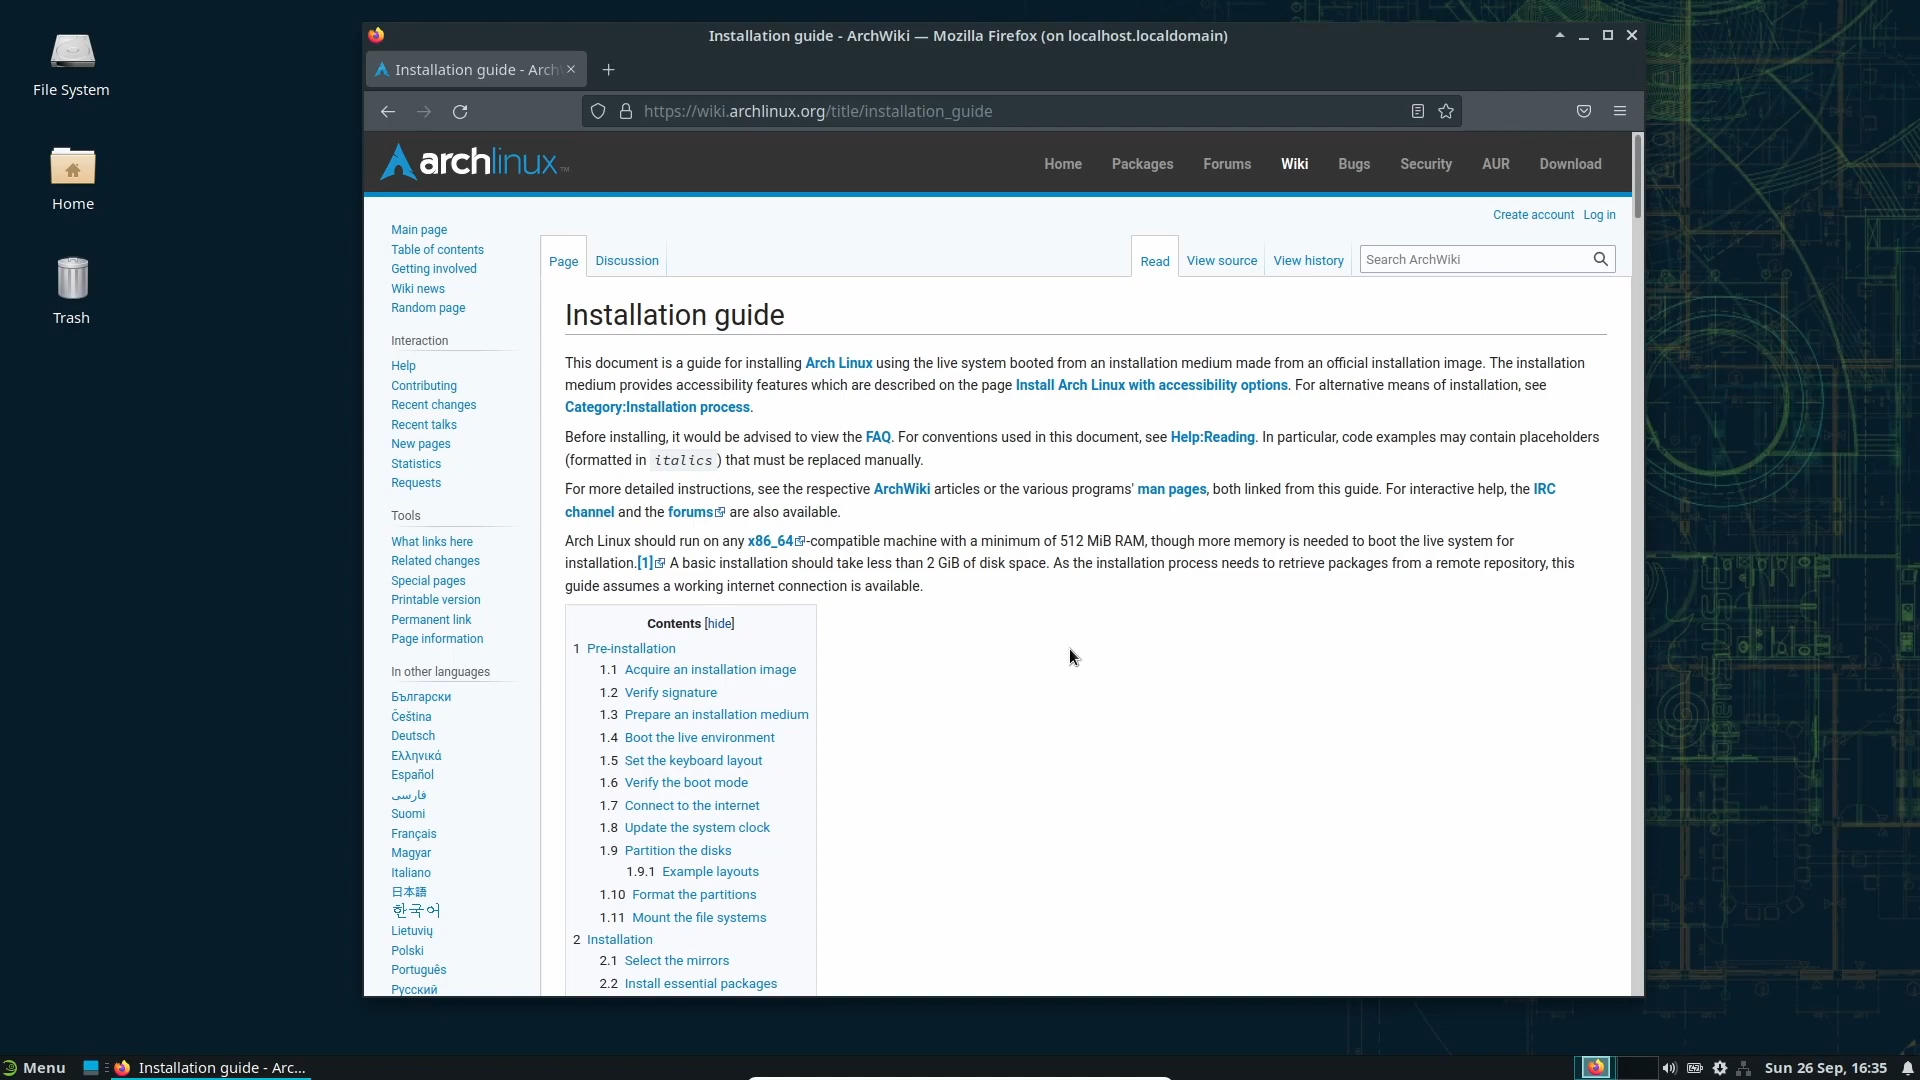 File System
Home
Trash
Installation guide - ArchWiki — Mozilla Firefox (on localhost.localdomain)
Installation guide - Arch
https://wiki.archlinux.org/title/installation_guide
archlinux™
Home Packages Forums Wiki Bugs Security AUR Download
Create account Log in
Main page
Table of contents
Getting involved
Wiki news
Random page
Interaction
Help
Contributing
Recent changes
Recent talks
New pages
Statistics
Requests
Tools
What links here
Related changes
Special pages
Printable version
Permanent link
Page information
In other languages
Български
Čeština
Deutsch
Ελληνικά
Español
فارسی
Suomi
Français
Magyar
Italiano
日本語
한국어
Lietuvių
Polski
Português
Русский
Page Discussion Read View source View history Search ArchWiki
Installation guide
This document is a guide for installing Arch Linux using the live system booted from an installation medium made from an official installation image. The installation
medium provides accessibility features which are described on the page Install Arch Linux with accessibility options. For alternative means of installation, see
Category:Installation process.
Before installing, it would be advised to view the FAQ. For conventions used in this document, see Help:Reading. In particular, code examples may contain placeholders
(formatted in italics ) that must be replaced manually.
For more detailed instructions, see the respective ArchWiki articles or the various programs' man pages, both linked from this guide. For interactive help, the IRC
channel and the forums are also available.
Arch Linux should run on any x86_64-compatible machine with a minimum of 512 MiB RAM, though more memory is needed to boot the live system for
installation.[1] A basic installation should take less than 2 GiB of disk space. As the installation process needs to retrieve packages from a remote repository, this
guide assumes a working internet connection is available.
Contents [hide]
1 Pre-installation
1.1 Acquire an installation image
1.2 Verify signature
1.3 Prepare an installation medium
1.4 Boot the live environment
1.5 Set the keyboard layout
1.6 Verify the boot mode
1.7 Connect to the internet
1.8 Update the system clock
1.9 Partition the disks
1.9.1 Example layouts
1.10 Format the partitions
1.11 Mount the file systems
2 Installation
2.1 Select the mirrors
2.2 Install essential packages
Menu Installation guide - Arc... Sun 26 Sep, 16:35